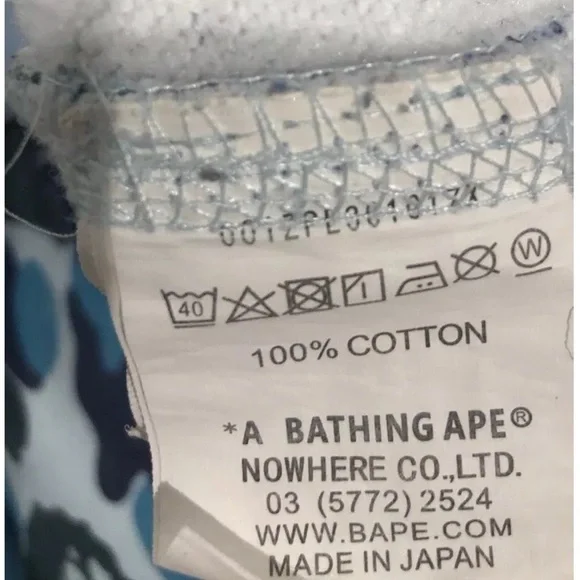 40
W
100% COTTON
*A BATHING APE®
NOWHERE CO.,LTD.
03 (5772) 2524
WWW.BAPE.COM
MADE IN JAPAN